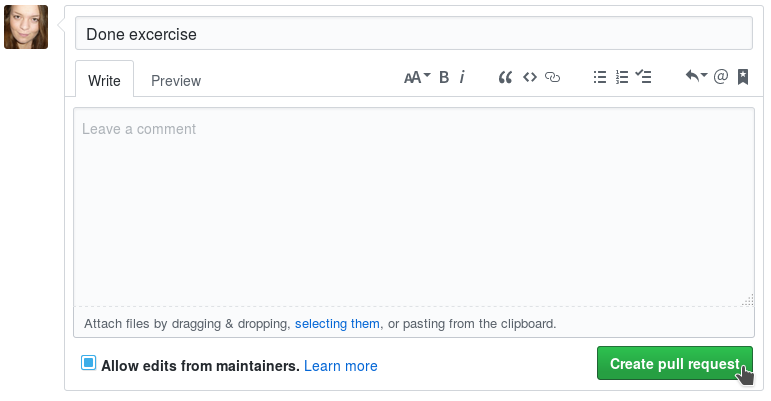 Done excercise
Write Preview AA B i @
Leave a comment
Attach files by dragging & dropping, selecting them, or pasting from the clipboard.
Allow edits from maintainers. Learn more Create pull request